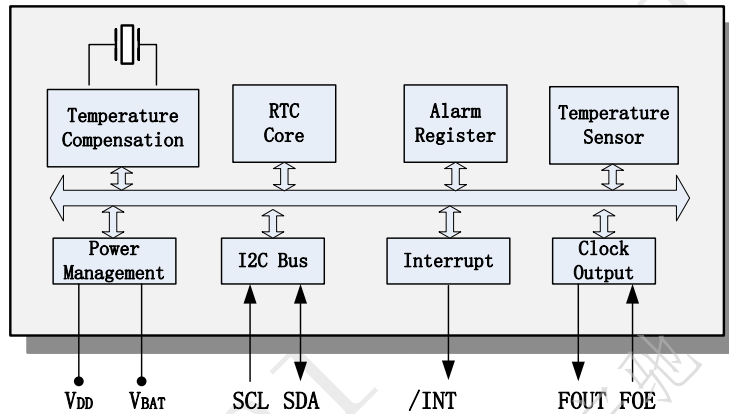 Temperature
Compensation
RTC
Core
Alarm
Register
Temperature
Sensor
Power
Management
I2C Bus
Interrupt
Clock
Output
VDD
VBAT
SCL
SDA
/INT
FOUT
FOE